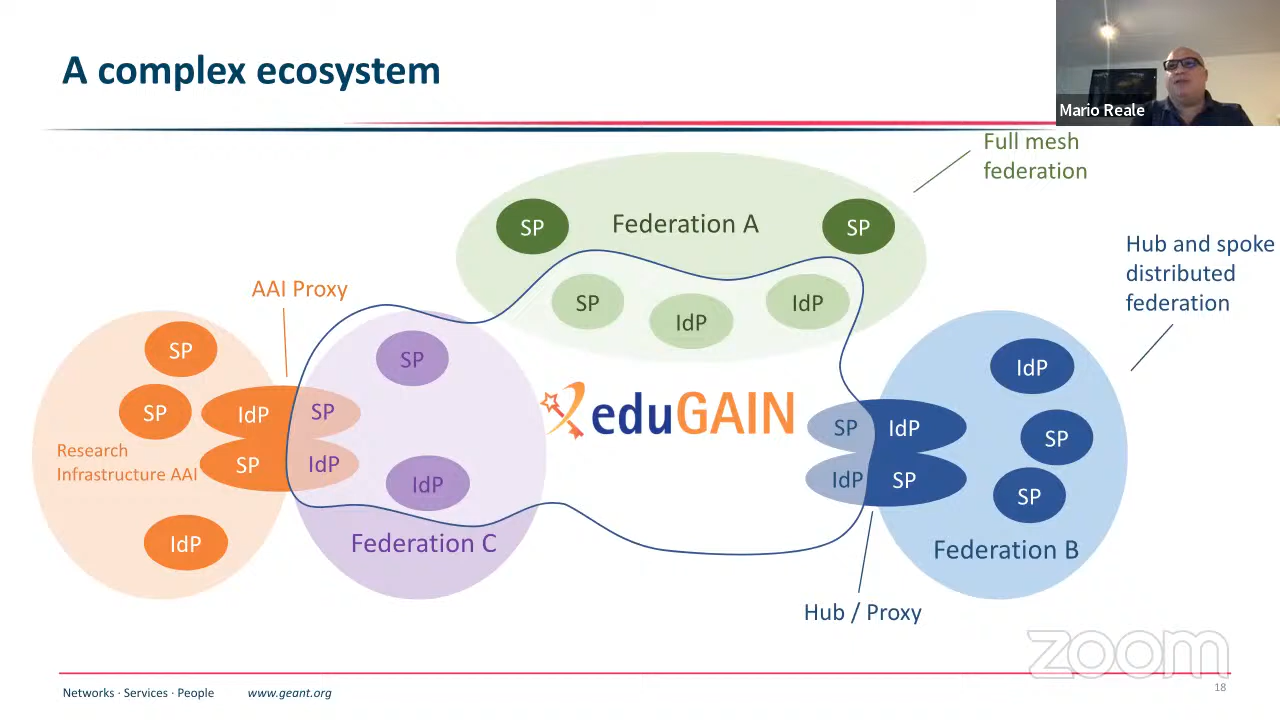 A complex ecosystem
Mario Reale
Full mesh
federation
SP
Federation A
SP
Hub and spoke
distributed
federation
AAI Proxy
SP
IdP
IdP
SP
SP
IdP
SP
IdP
SP
SP
IdP
eduGAIN
SP
IdP
SP
Research
Infrastructure AAI
SP
IdP
IdP
IdP
SP
SP
IdP
Federation C
Federation B
Hub / Proxy
zoom
Networks · Services · People
www.geant.org
18